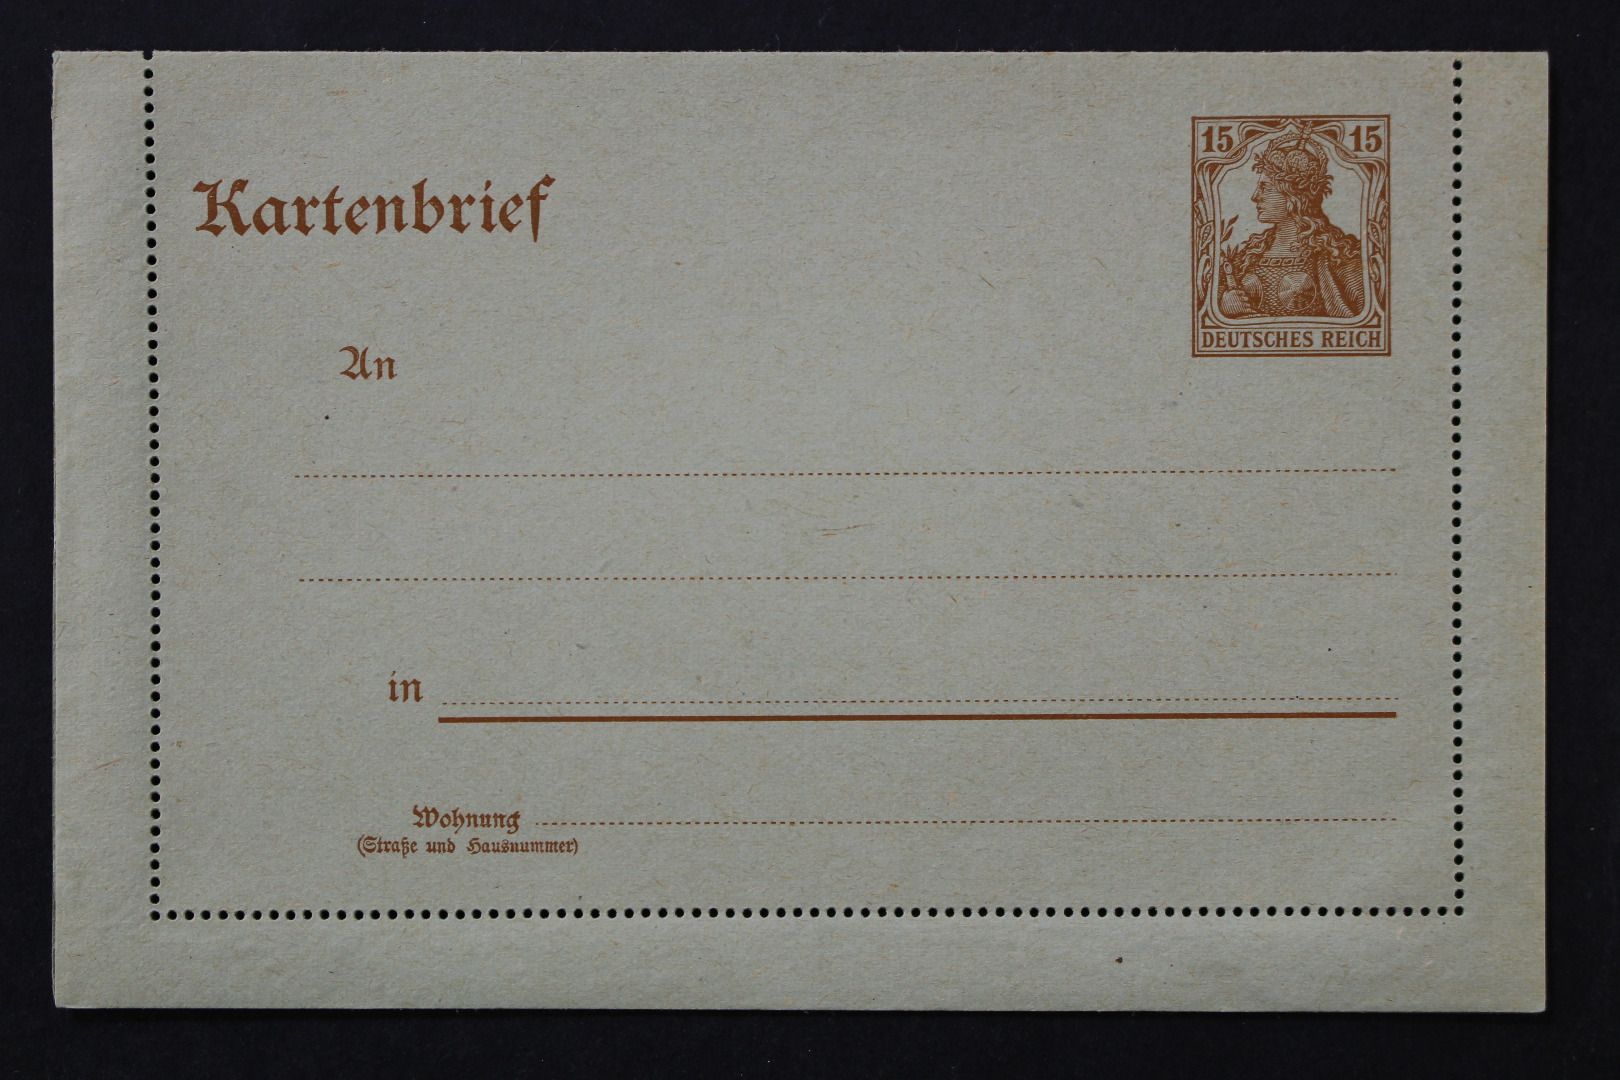 15 15
Kartenbrief
DEUTSCHES REICH
An
in
Wohnung
(Straße und Hausnummer)